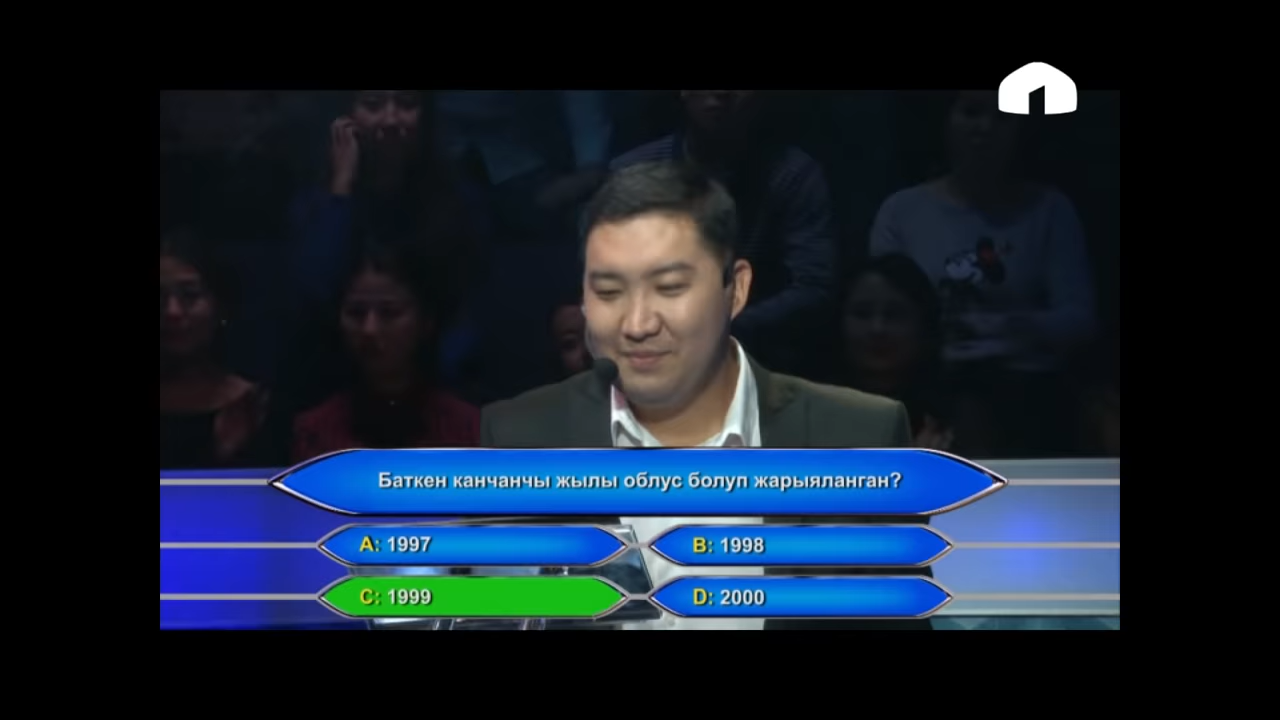 Баткен канчанчы жылы облус болуп жарыяланган?
A: 1997
B: 1998
C: 1999
D: 2000